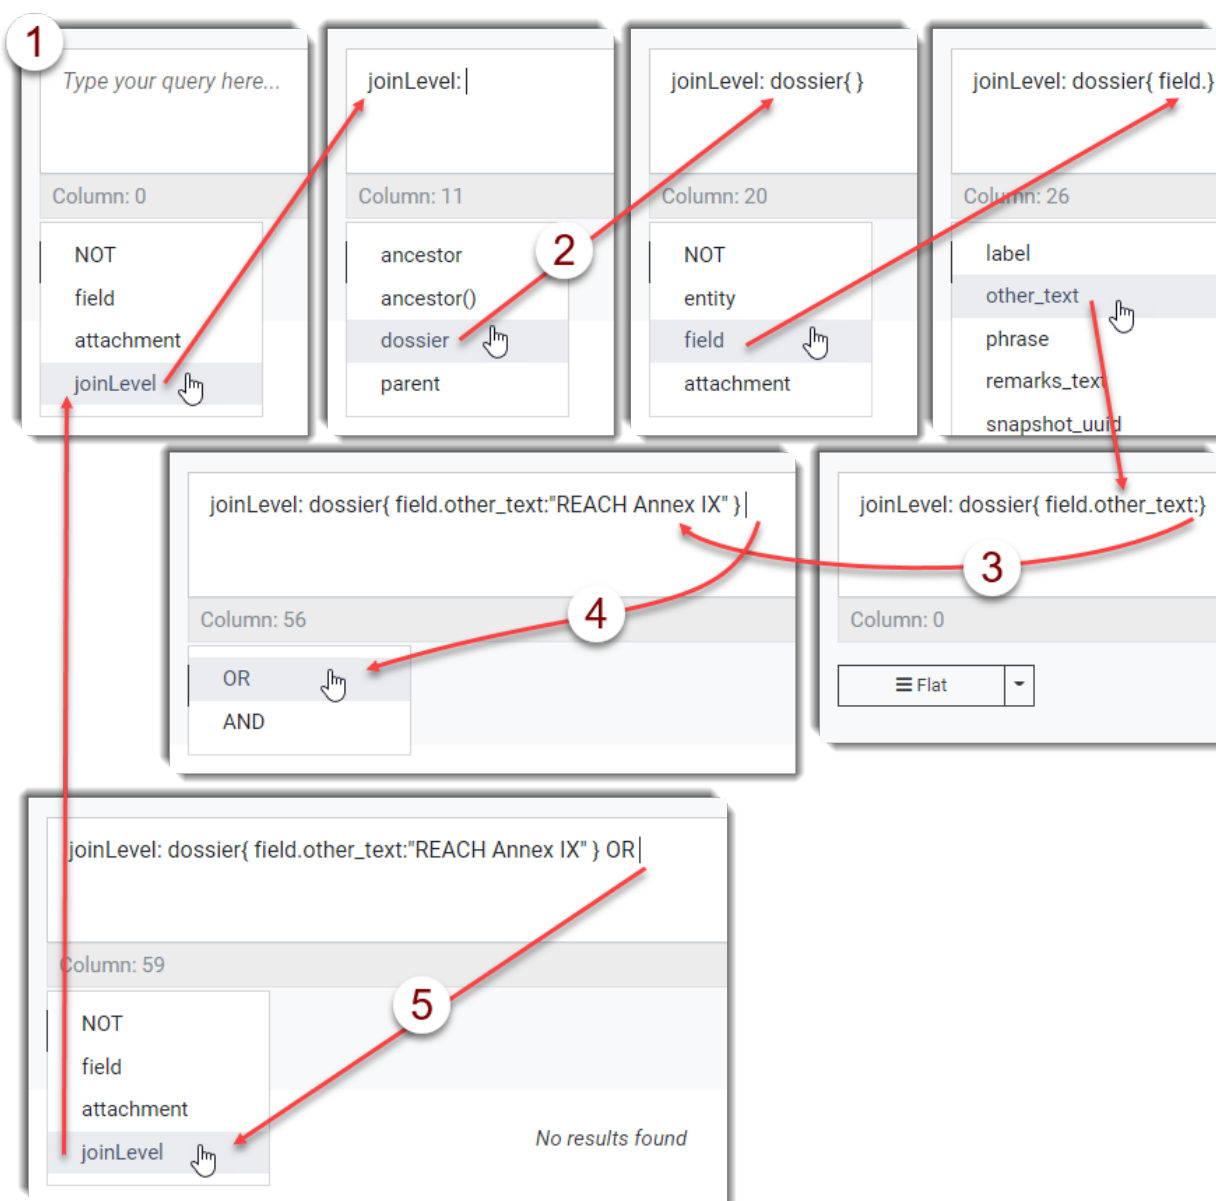 1
Type your query here...
Column: 0
NOT
field
attachment
joinLevel
joinLevel:
Column: 11
ancestor
ancestor()
dossier
parent
2
joinLevel: dossier{ }
Column: 20
NOT
entity
field
attachment
joinLevel: dossier{ field.}
Column: 26
label
other_text
phrase
remarks_text
snapshot_uuid
joinLevel: dossier{ field.other_text:}
3
Column: 0
Flat
joinLevel: dossier{ field.other_text:"REACH Annex IX" }
4
Column: 56
OR
AND
joinLevel: dossier{ field.other_text:"REACH Annex IX" } OR
Column: 59
5
NOT
field
attachment
joinLevel
No results found